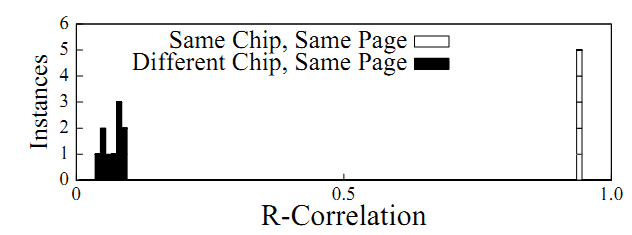 6
5
4
3
2
1
0
Instances
Same Chip, Same Page
Different Chip, Same Page
0
0.5
1.0
R-Correlation